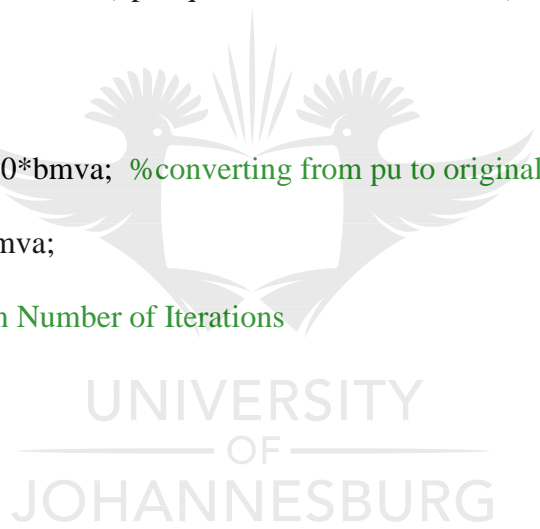 0*bmva; %converting from pu to original
mva;
n Number of Iterations
UNIVERSITY
OF
JOHANNESBURG